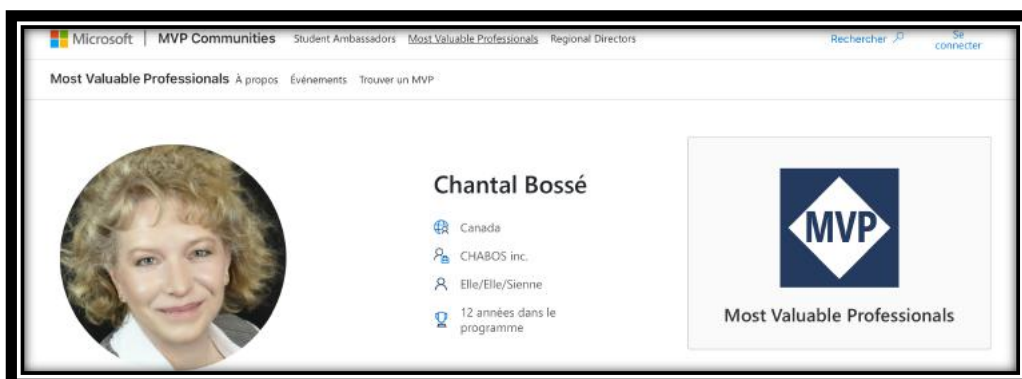 Microsoft | MVP Communities Student Ambassadors Most Valuable Professionals Regional Directors Rechercher Se connecter
Most Valuable Professionals À propos Événements Trouver un MVP
Chantal Bossé
Canada
CHABOS inc.
Elle/Elle/Sienne
12 années dans le
programme
MVP
Most Valuable Professionals